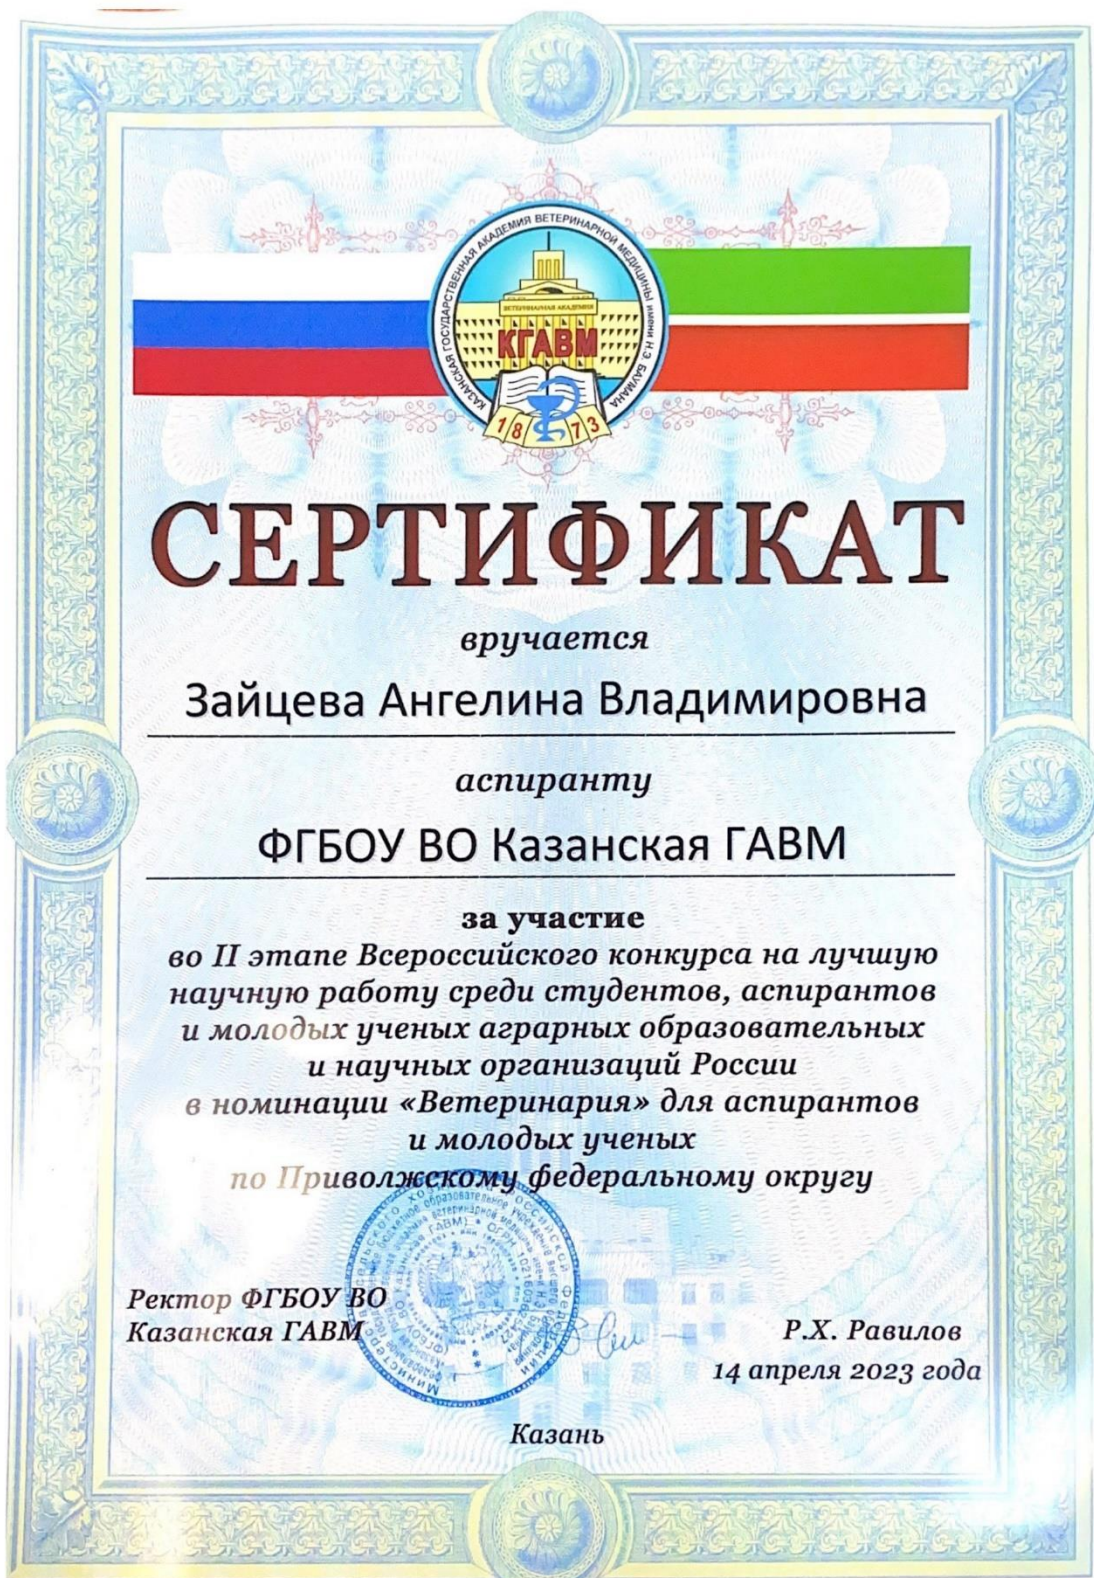 КАЗАНСКАЯ ГОСУДАРСТВЕННАЯ АКАДЕМИЯ ВЕТЕРИНАРНОЙ МЕДИЦИНЫ имени Н.Э. БАУМАНА
ВЕТЕРИНАРНАЯ АКАДЕМИЯ
КГАВМ
1873
СЕРТИФИКАТ
вручается
Зайцева Ангелина Владимировна
аспиранту
ФГБОУ ВО Казанская ГАВМ
за участие
во II этапе Всероссийского конкурса на лучшую
научную работу среди студентов, аспирантов
и молодых ученых аграрных образовательных
и научных организаций России
в номинации «Ветеринария» для аспирантов
и молодых ученых
по Приволжскому федеральному округу
Ректор ФГБОУ ВО
Казанская ГАВМ
Р.Х. Равилов
14 апреля 2023 года
Казань